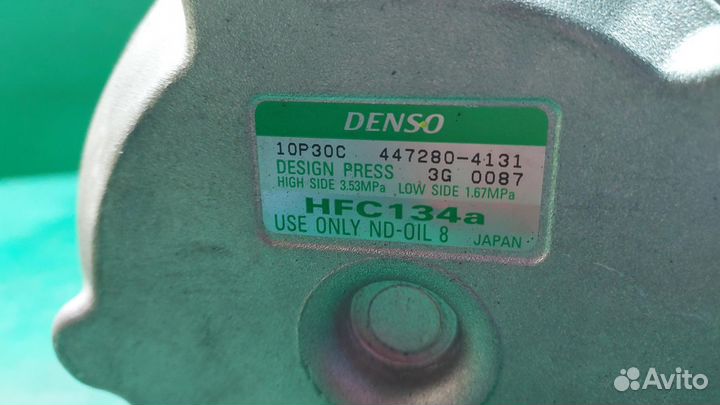 DENSO
10P30C 447280-4131
DESIGN PRESS 3G 0087
HIGH SIDE 3.53MPa LOW SIDE 1.67MPa
HFC134a
USE ONLY ND-OIL 8 JAPAN
Avito